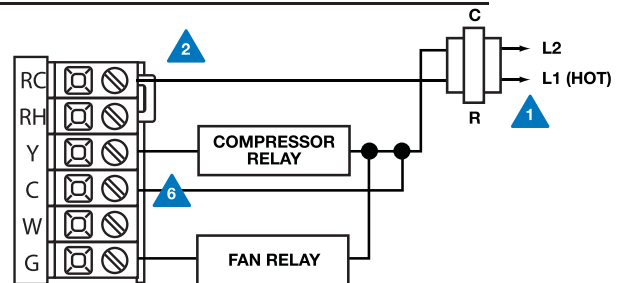 C
L2
2
RC
L1 (HOT)
RH
R
1
Y
COMPRESSOR
RELAY
C
6
W
G
FAN RELAY